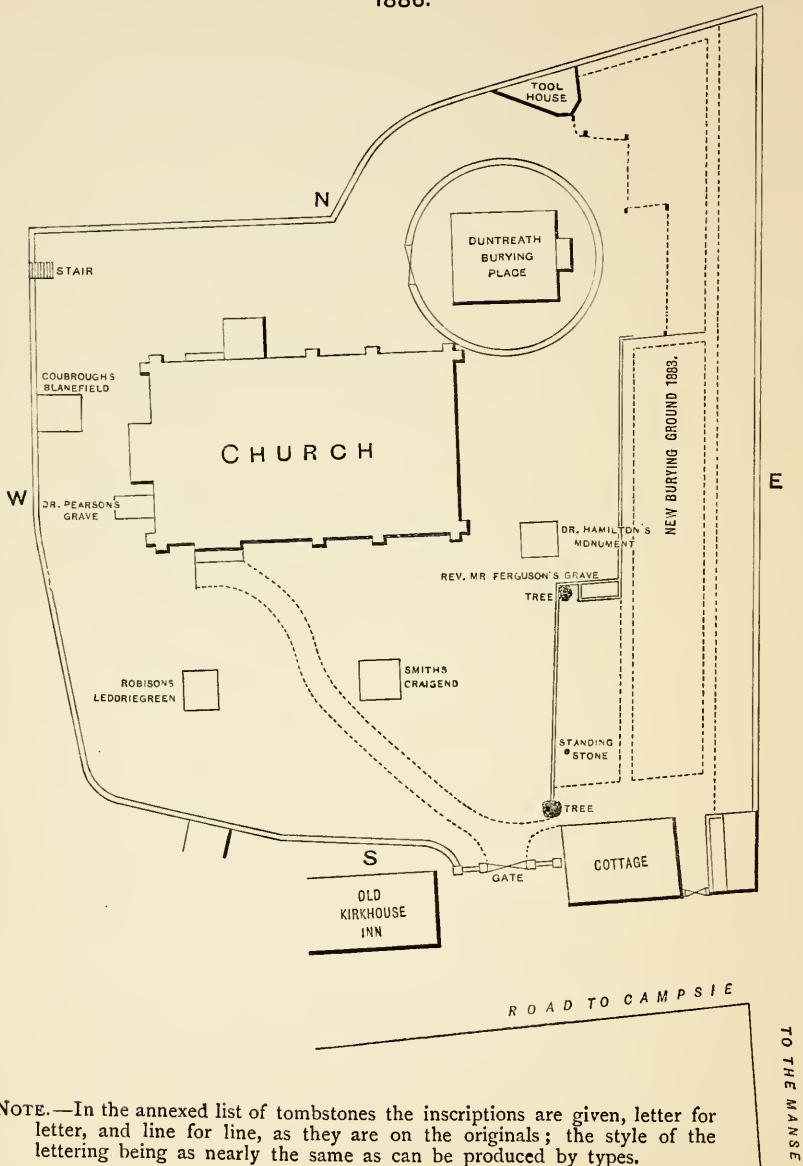 1886.
TOOL
HOUSE
N
DUNTREATH
BURYING
PLACE
STAIR
COUBROUGHS
BLANEFIELD
CHURCH
NEW BURYING GROUND 1883.
W
E
DR. PEARSONS
GRAVE
DR. HAMILTON'S
MONUMENT
REV. MR FERGUSON'S GRAVE
TREE
ROBISONS
LEDDRIEGREEN
SMITHS
CRAIGEND
STANDING
STONE
TREE
S
GATE
COTTAGE
OLD
KIRKHOUSE
INN
ROAD TO CAMPSIE
TO THE MANSE
NOTE.—In the annexed list of tombstones the inscriptions are given, letter for
letter, and line for line, as they are on the originals; the style of the
lettering being as nearly the same as can be produced by types.